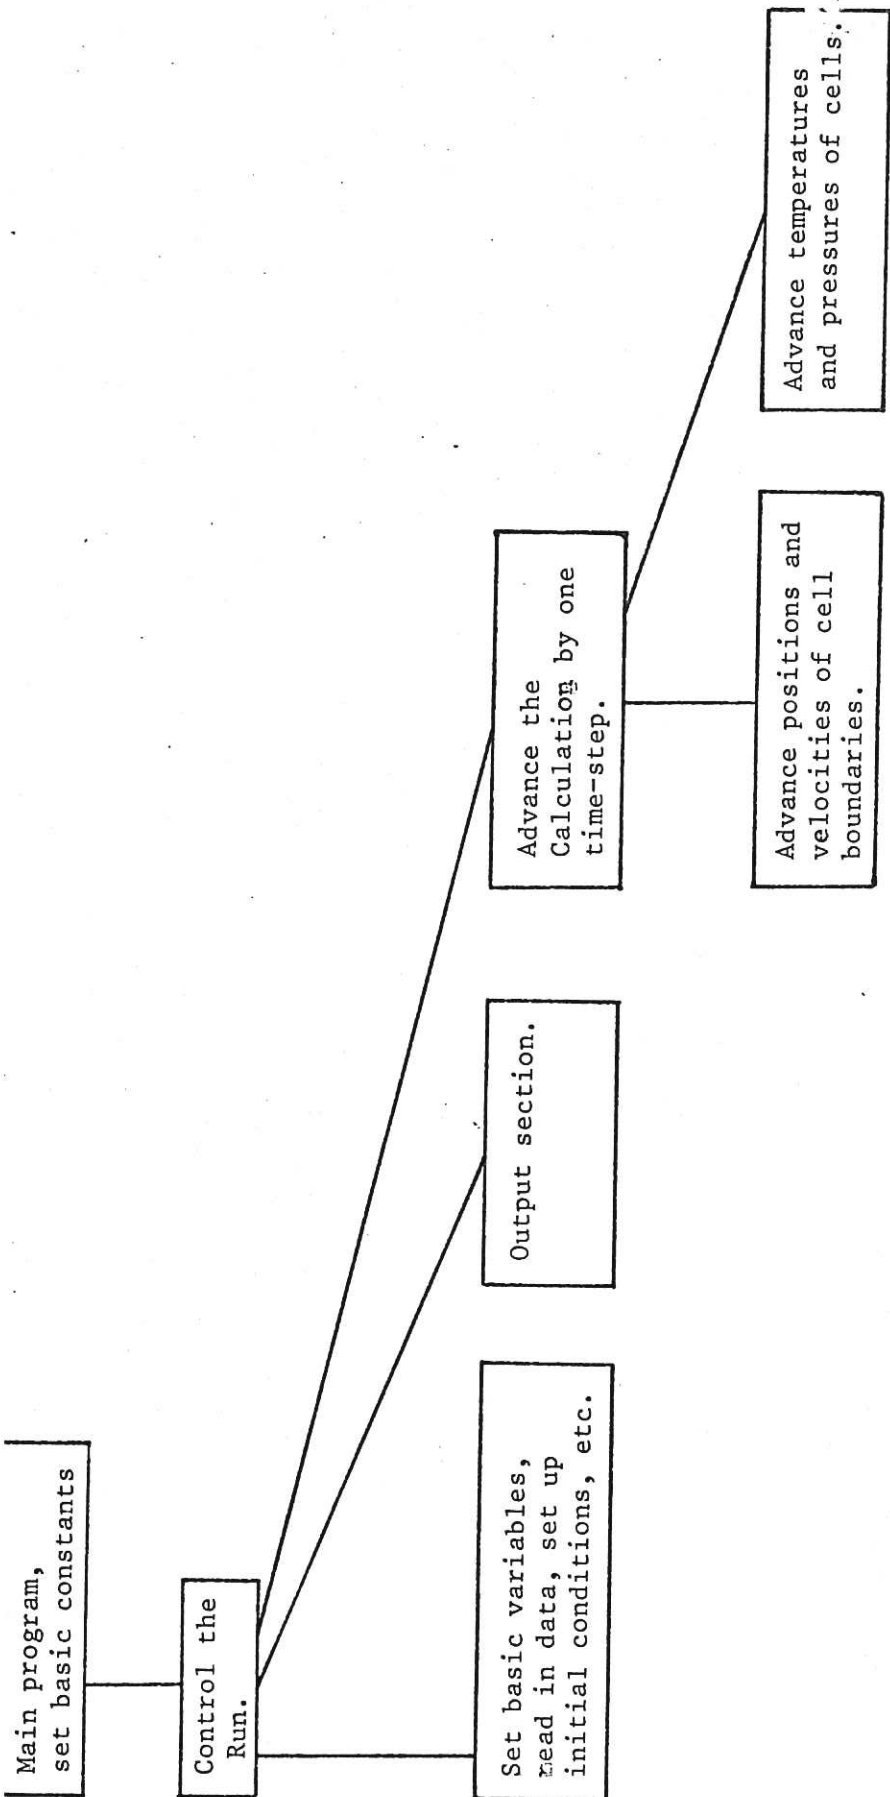 Main program,
set basic constants
Control the
Run.
Set basic variables,
read in data, set up
initial conditions, etc.
Output section.
Advance the
Calculation by one
time-step.
Advance positions and
velocities of cell
boundaries.
Advance temperatures
and pressures of cells.